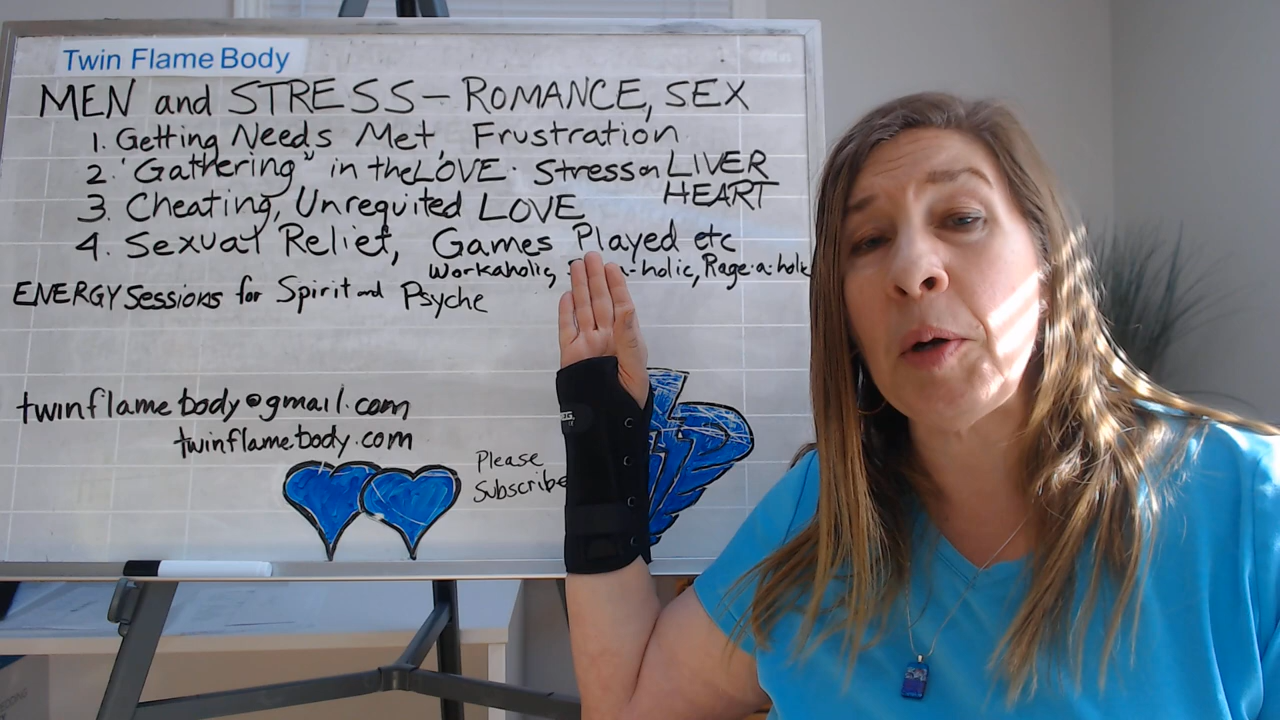 Twin Flame Body
MEN and STRESS — ROMANCE, SEX
1. Getting Needs Met, Frustration
2. "Gathering" in the LOVE. Stress on LIVER
HEART
3. Cheating, Unrequited LOVE
4. Sexual Relief, Games Played etc
Workaholic, -holic, Rage-a-holic
ENERGY Sessions for Spirit and Psyche
twinflamebody@gmail.com
twinflamebody.com
Please
Subscribe